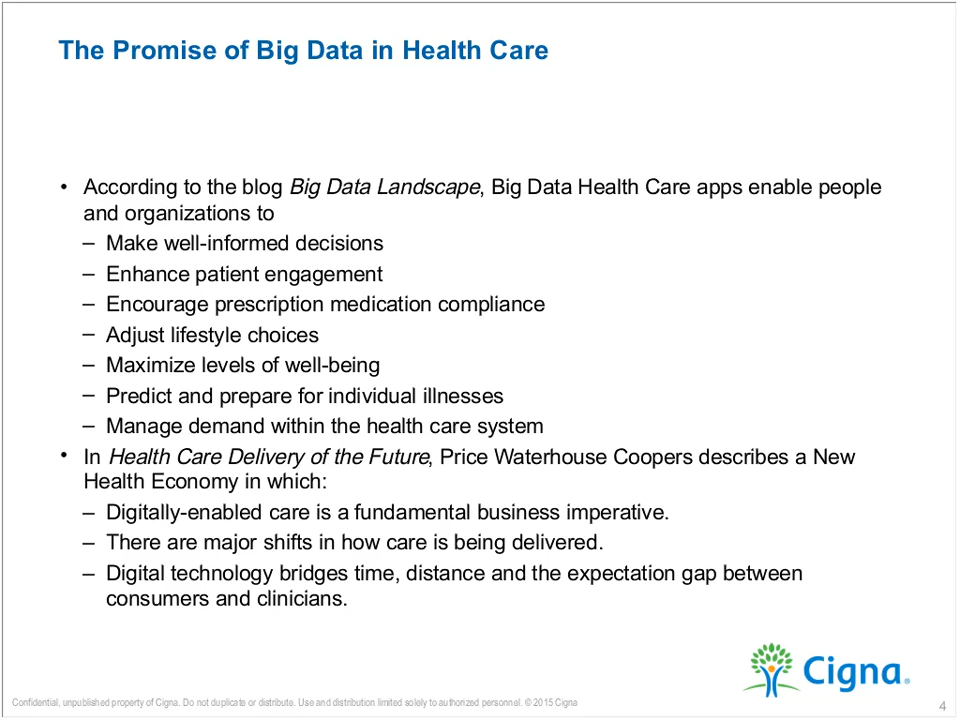 The Promise of Big Data in Health Care
• According to the blog Big Data Landscape, Big Data Health Care apps enable people
and organizations to
– Make well-informed decisions
– Enhance patient engagement
– Encourage prescription medication compliance
– Adjust lifestyle choices
– Maximize levels of well-being
– Predict and prepare for individual illnesses
– Manage demand within the health care system
• In Health Care Delivery of the Future, Price Waterhouse Coopers describes a New
Health Economy in which:
– Digitally-enabled care is a fundamental business imperative.
– There are major shifts in how care is being delivered.
– Digital technology bridges time, distance and the expectation gap between
consumers and clinicians.
Cigna®
Confidential, unpublished property of Cigna. Do not duplicate or distribute. Use and distribution limited solely to authorized personnel. © 2015 Cigna
4